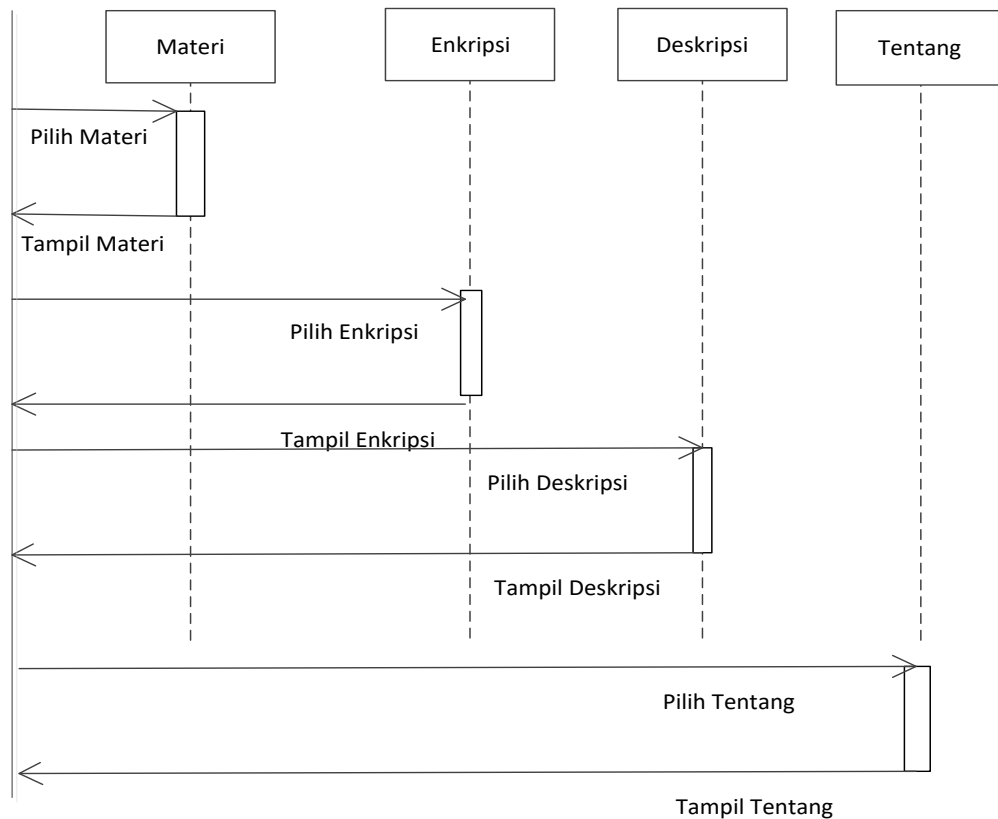 Materi
Enkripsi
Deskripsi
Tentang
Pilih Materi
Tampil Materi
Pilih Enkripsi
Tampil Enkripsi
Pilih Deskripsi
Tampil Deskripsi
Pilih Tentang
Tampil Tentang